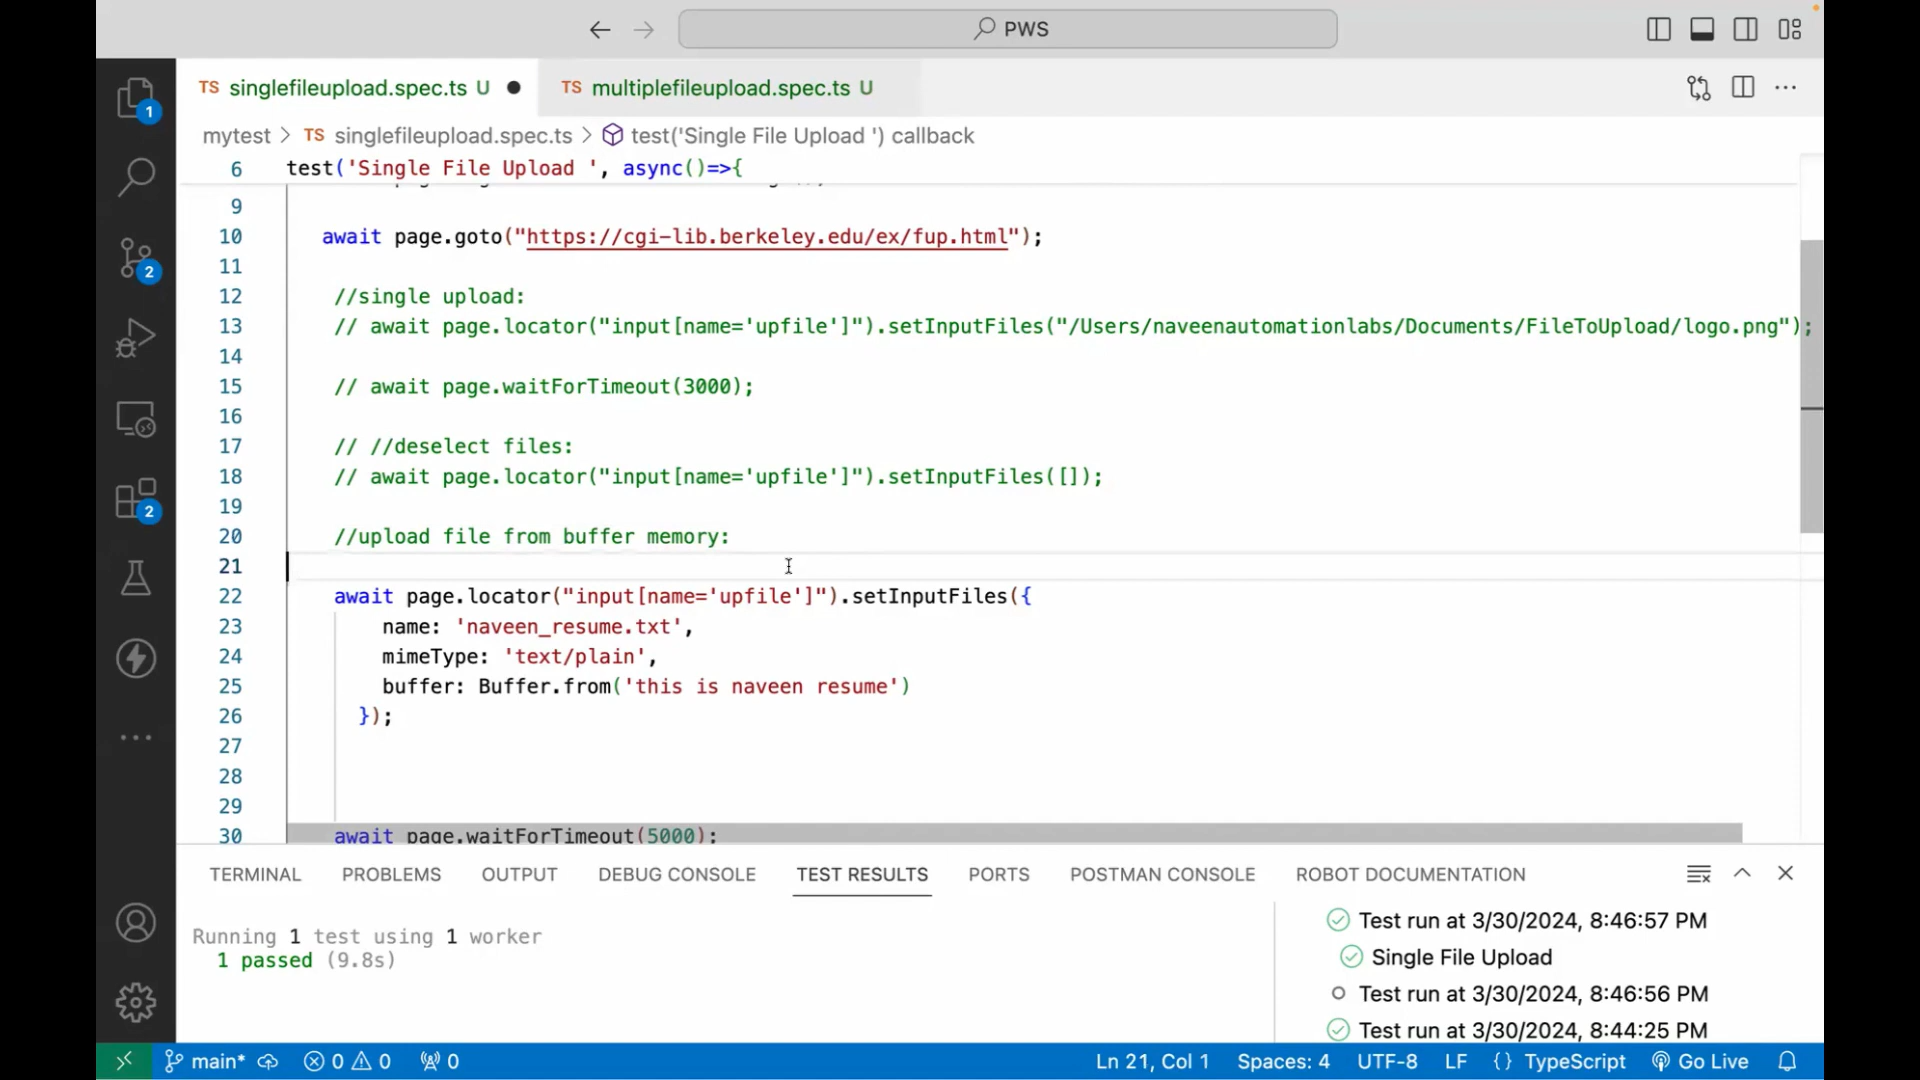 PWS
TS singlefileupload.spec.ts U
TS multiplefileupload.spec.ts U
mytest > TS singlefileupload.spec.ts > test('Single File Upload ') callback
6 test('Single File Upload ', async()=>{
9
10 await page.goto("https://cgi-lib.berkeley.edu/ex/fup.html");
11
12 //single upload:
13 // await page.locator("input[name='upfile']").setInputFiles("/Users/naveenautomationlabs/Documents/FileToUpload/logo.png");
14
15 // await page.waitForTimeout(3000);
16
17 // //deselect files:
18 // await page.locator("input[name='upfile']").setInputFiles([]);
19
20 //upload file from buffer memory:
21
22 await page.locator("input[name='upfile']").setInputFiles({
23 name: 'naveen_resume.txt',
24 mimeType: 'text/plain',
25 buffer: Buffer.from('this is naveen resume')
26 });
27
28
29
30 await page.waitForTimeout(5000);
1
2
2
TERMINAL PROBLEMS OUTPUT DEBUG CONSOLE TEST RESULTS PORTS POSTMAN CONSOLE ROBOT DOCUMENTATION
Running 1 test using 1 worker
1 passed (9.8s)
Test run at 3/30/2024, 8:46:57 PM
Single File Upload
Test run at 3/30/2024, 8:46:56 PM
Test run at 3/30/2024, 8:44:25 PM
main* 0 0 0 Ln 21, Col 1 Spaces: 4 UTF-8 LF {} TypeScript Go Live